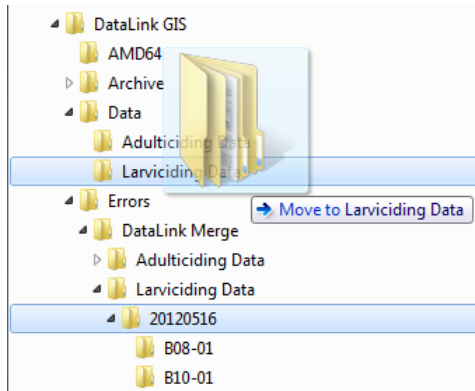 DataLink GIS
AMD64
Archive
Data
Adulticiding Data
Larviciding Data
Errors
Move to Larviciding Data
DataLink Merge
Adulticiding Data
Larviciding Data
20120516
B08-01
B10-01